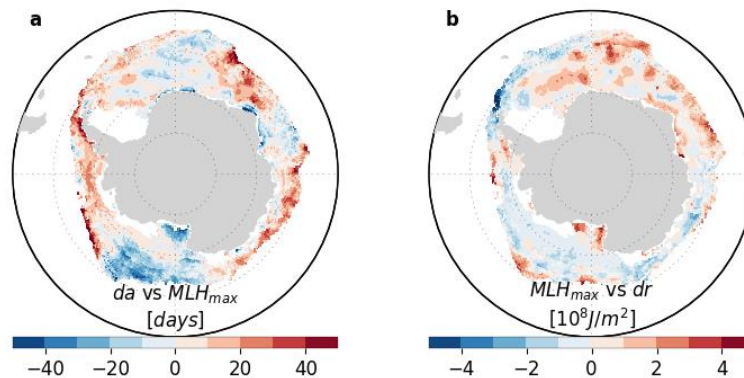 a
da vs MLH_max
[days]
−40 −20 0 20 40
b
MLH_max vs dr
[10^8 J/m^2]
−4 −2 0 2 4